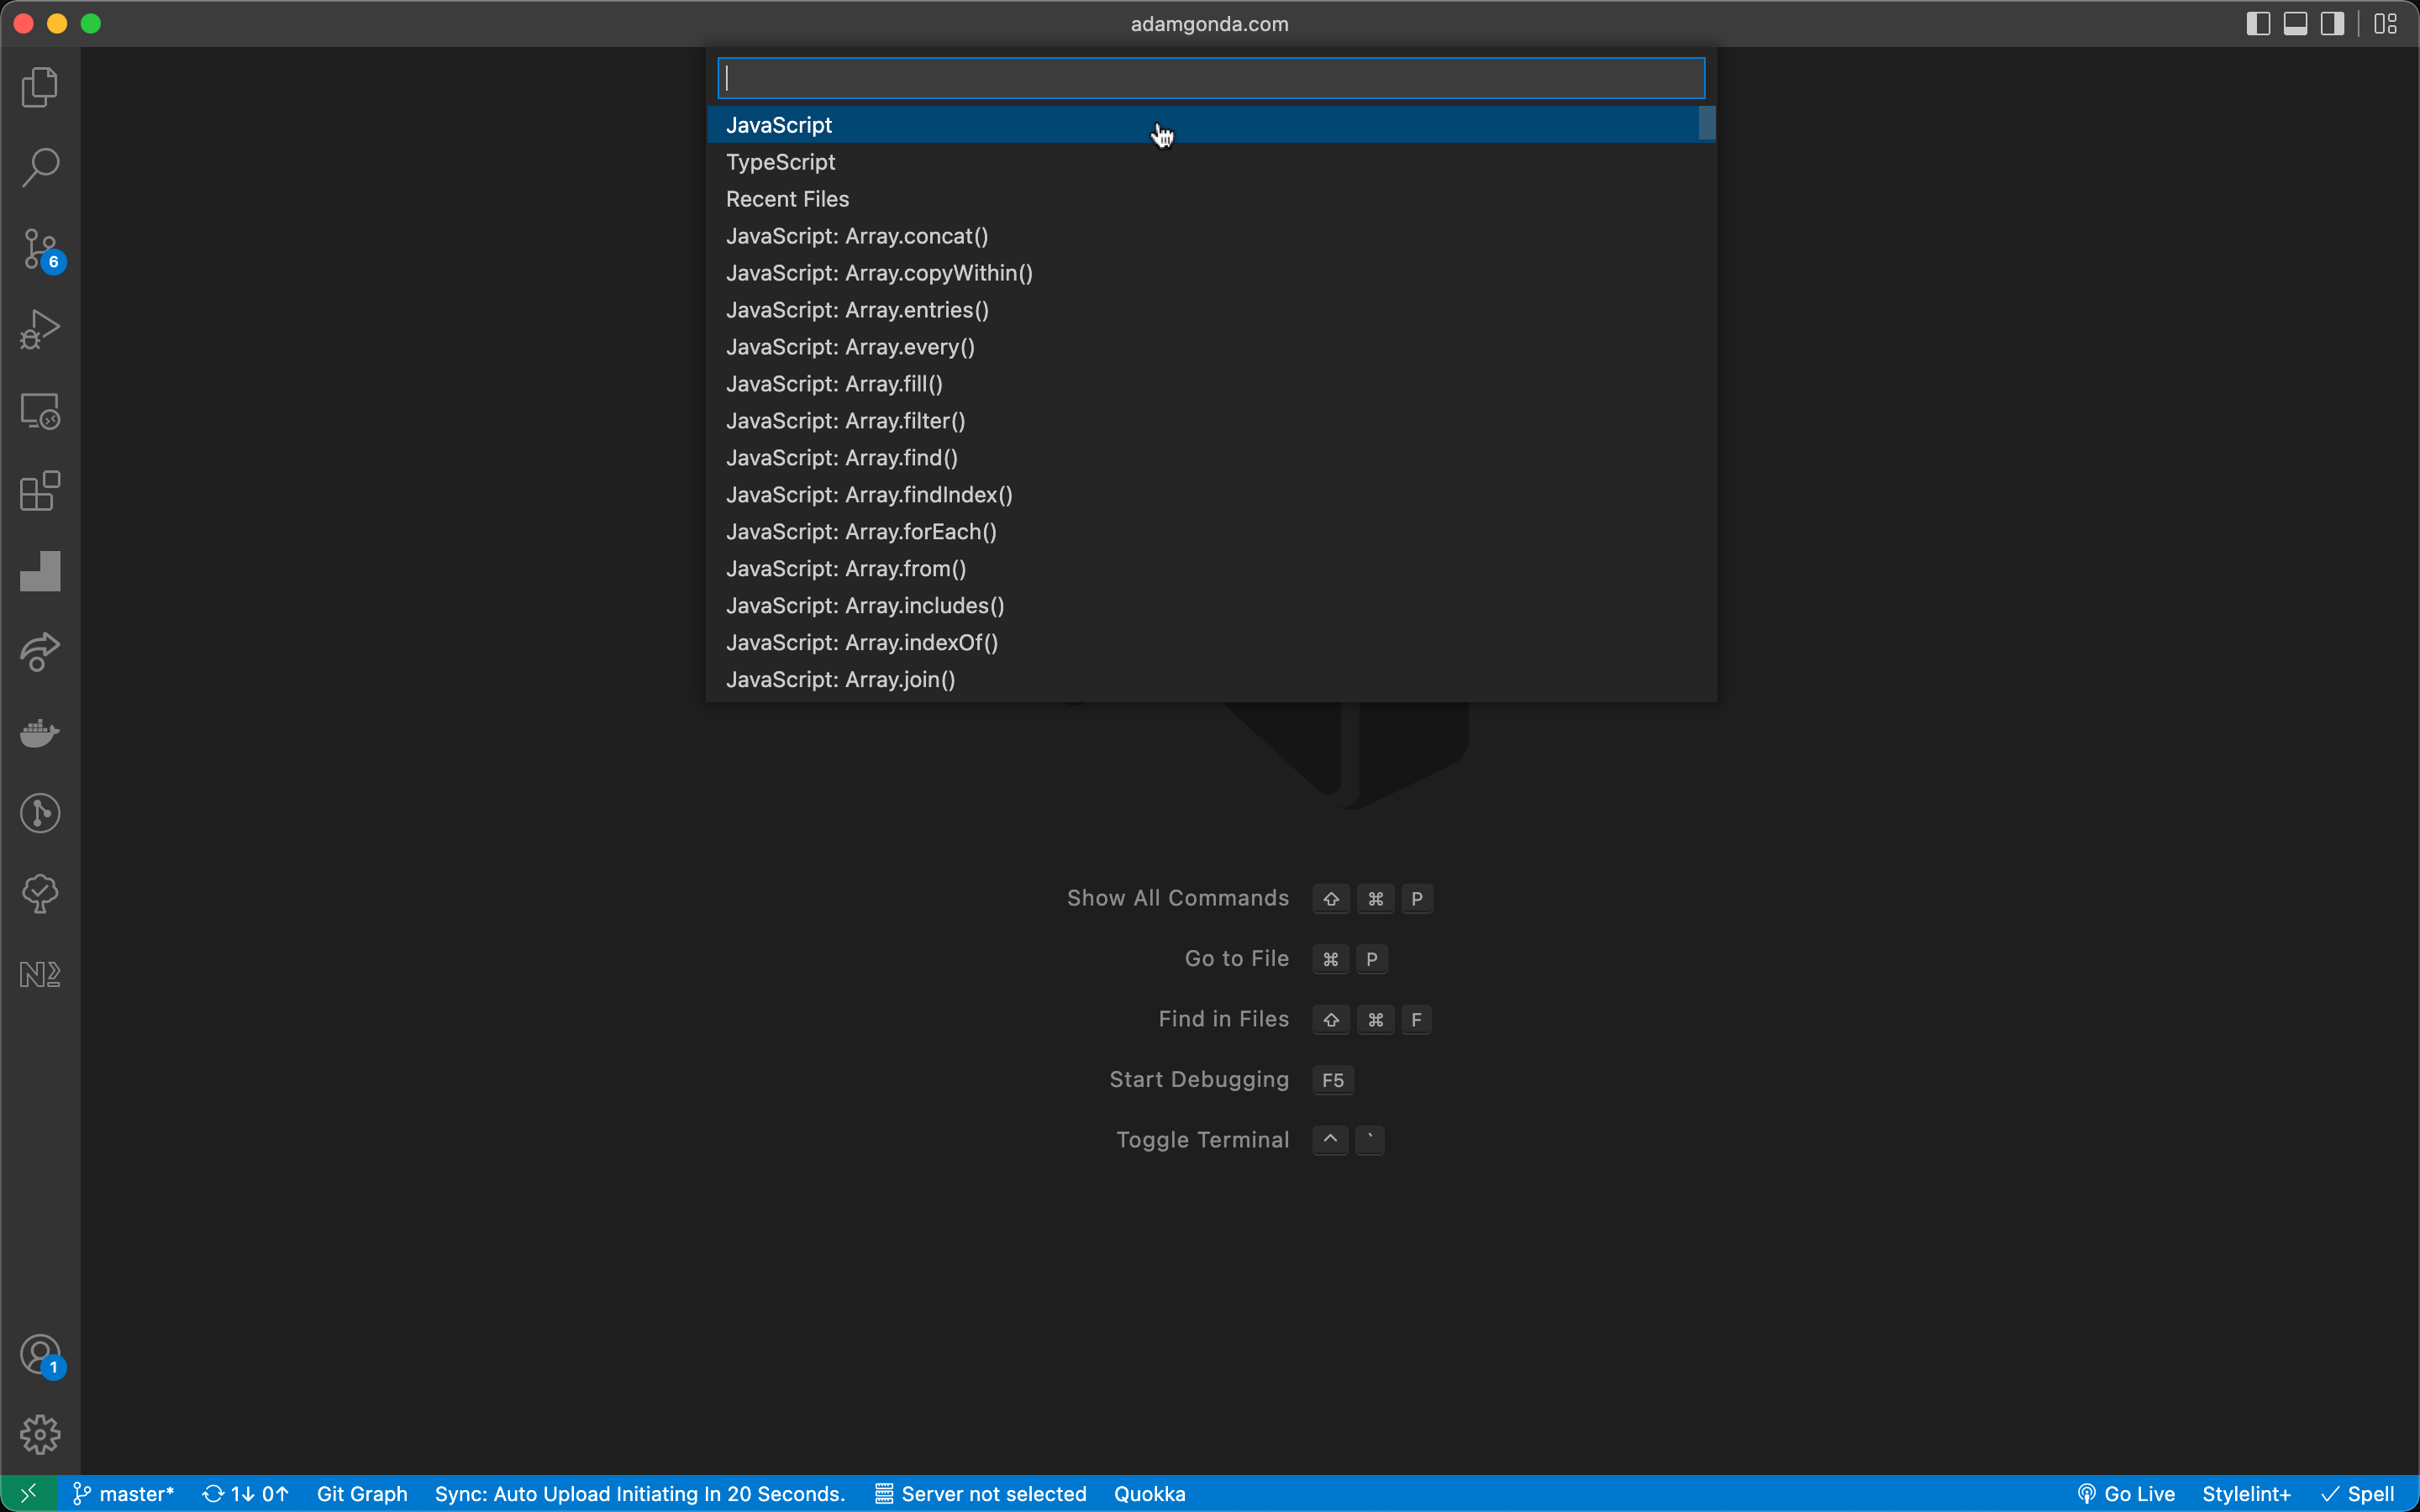 adamgonda.com
JavaScript
TypeScript
Recent Files
JavaScript: Array.concat()
JavaScript: Array.copyWithin()
JavaScript: Array.entries()
JavaScript: Array.every()
JavaScript: Array.fill()
JavaScript: Array.filter()
JavaScript: Array.find()
JavaScript: Array.findIndex()
JavaScript: Array.forEach()
JavaScript: Array.from()
JavaScript: Array.includes()
JavaScript: Array.indexOf()
JavaScript: Array.join()
6
Show All Commands ⇧ ⌘ P
Go to File ⌘ P
Find in Files ⇧ ⌘ F
Start Debugging F5
Toggle Terminal ^ `
1
master* 1↓ 0↑ Git Graph Sync: Auto Upload Initiating In 20 Seconds. Server not selected Quokka Go Live Stylelint+ ✓ Spell